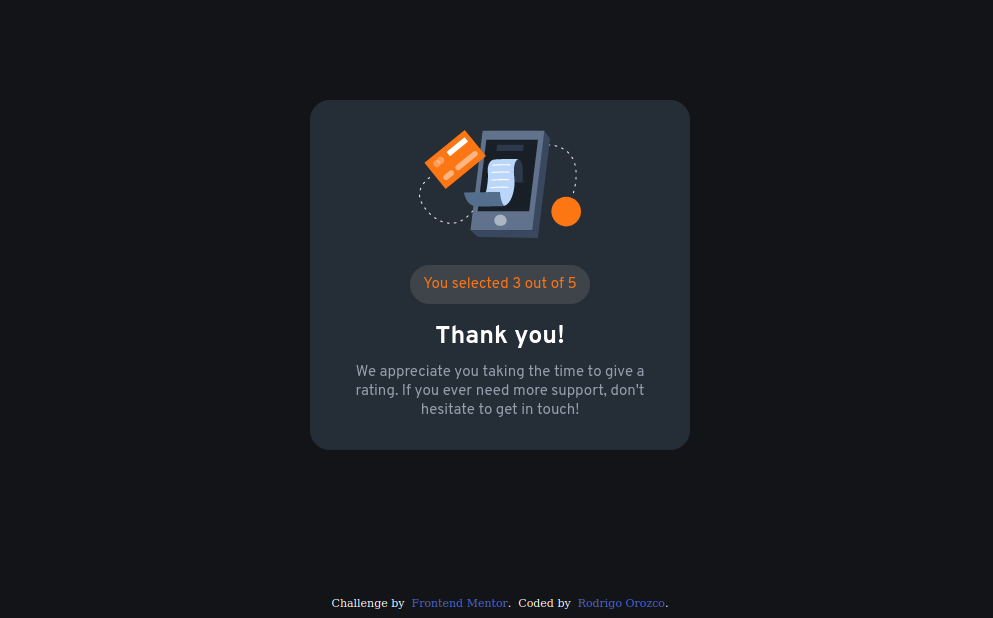 You selected 3 out of 5
Thank you!
We appreciate you taking the time to give a
rating. If you ever need more support, don't
hesitate to get in touch!
Challenge by Frontend Mentor. Coded by Rodrigo Orozco.